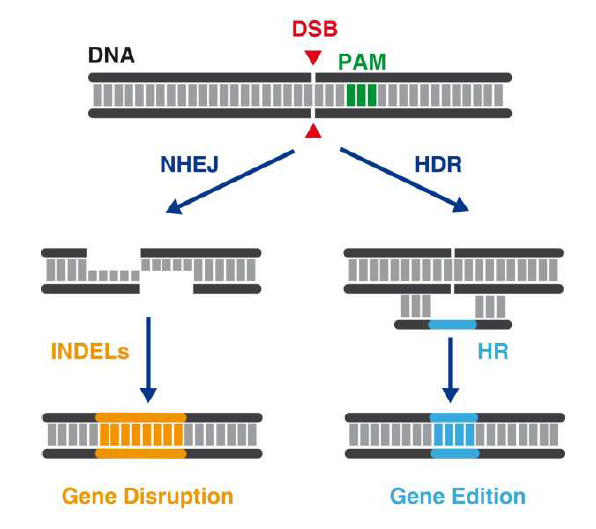 DSB
DNA
PAM
NHEJ
HDR
INDELs
HR
Gene Disruption
Gene Edition